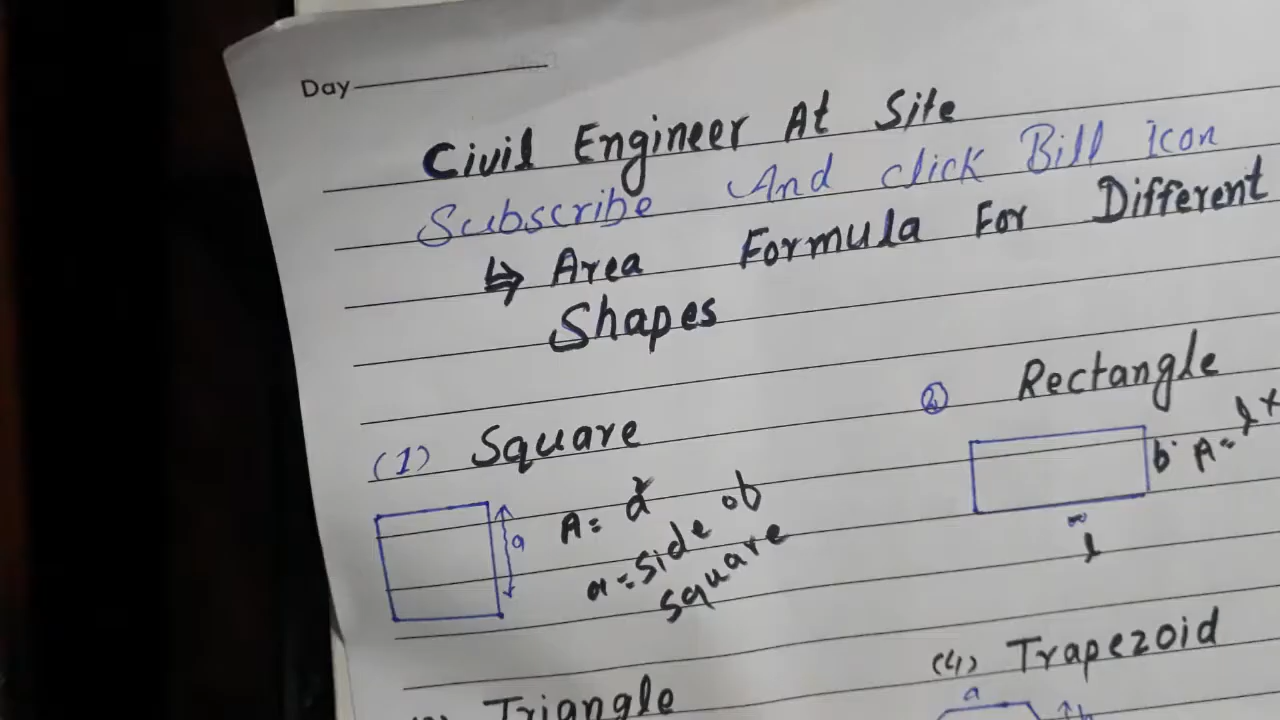 Day
Civil Engineer At Site
Subscribe And click Bill icon
↳ Area Formula For Different
Shapes
(1) Square
a
A = a²
a = side ob
square
② Rectangle
b
A = l x
l
Triangle
(4) Trapezoid
a
h